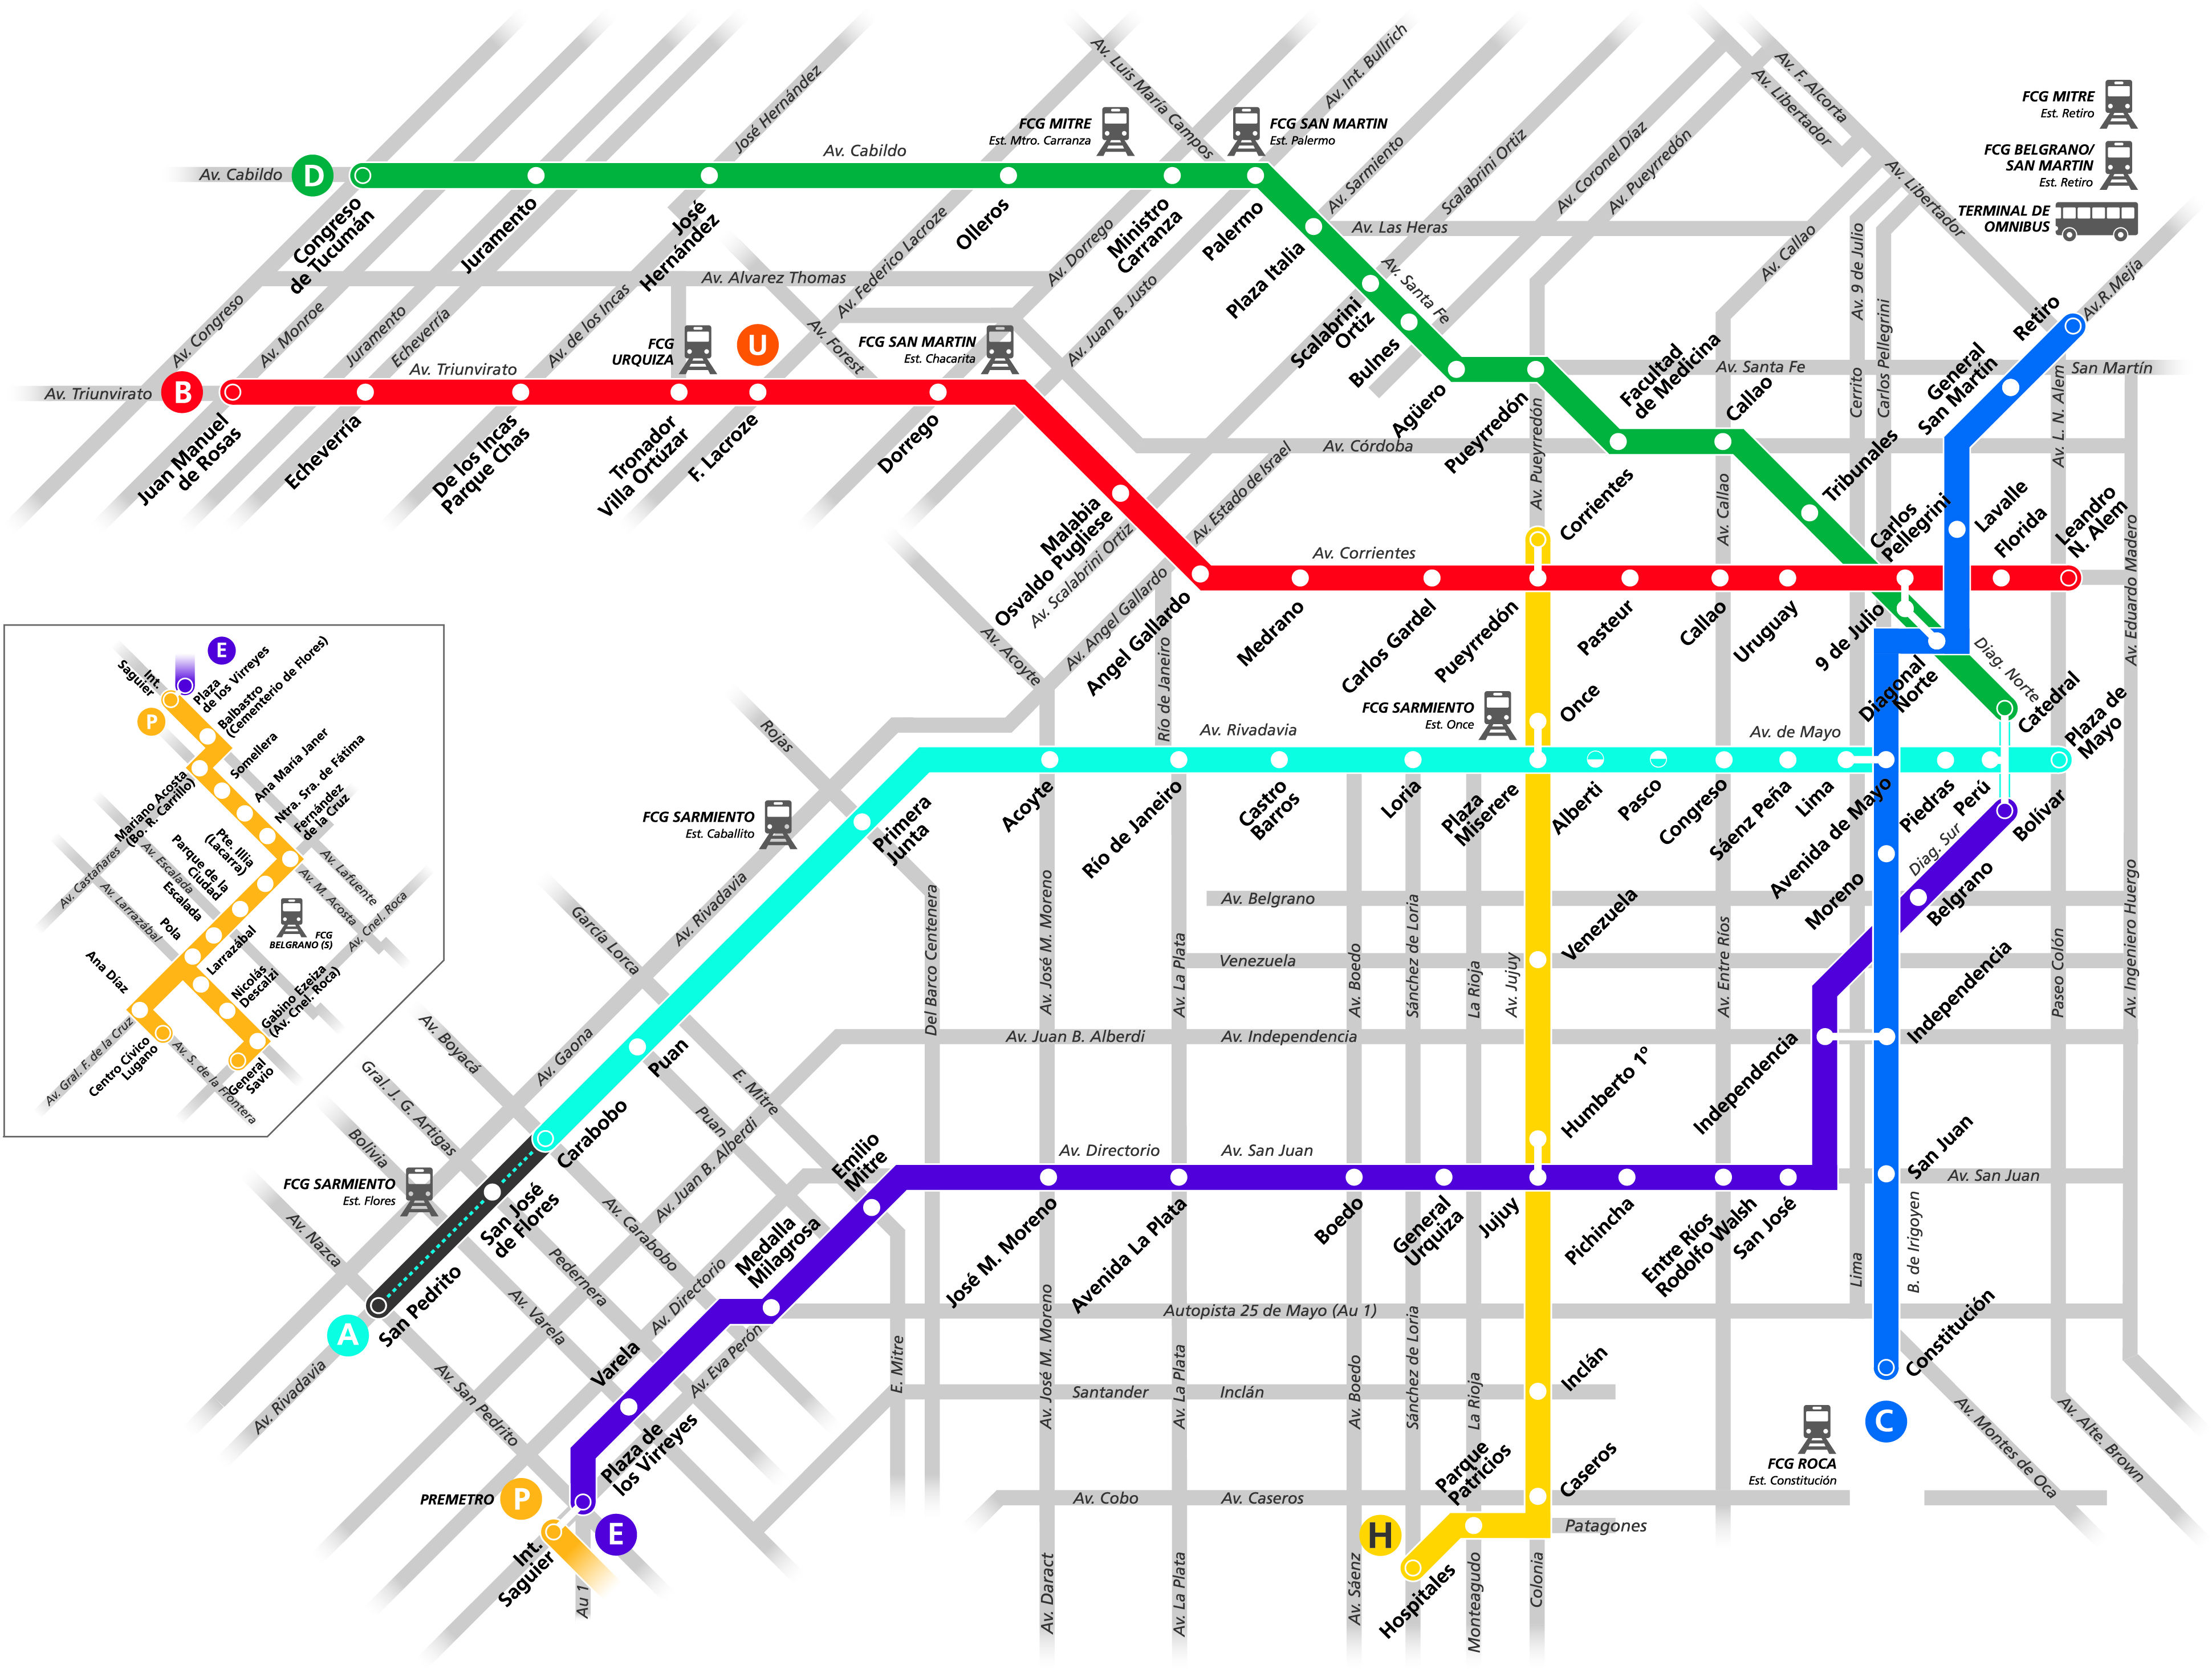 Av. Luis María Campos
Av. Int. Bullrich
Av. F. Alcorta
Av. Libertador
José Hernández
FCG MITRE
Est. Mtro. Carranza
FCG SAN MARTIN
Est. Palermo
FCG MITRE
Est. Retiro
FCG BELGRANO/
SAN MARTIN
Est. Retiro
TERMINAL DE
OMNIBUS
Av. Cabildo
D
Av. Cabildo
Av. Sarmiento
Scalabrini Ortiz
Av. Coronel Díaz
Av. Pueyrredón
Av. Libertador
Congreso
de Tucumán
Juramento
José
Hernández
Olleros
Ministro
Carranza
Palermo
Plaza Italia
Scalabrini
Ortiz
Bulnes
Agüero
Pueyrredón
Facultad
de Medicina
Callao
Tribunales
9 de Julio
Catedral
Av. Las Heras
Av. Santa Fe
Av. Callao
Av. 9 de Julio
Carlos Pellegrini
Cerrito
Av. R. Mejía
Av. Congreso
Av. Monroe
Juramento
Echeverría
Av. de los Incas
Av. Alvarez Thomas
Av. Federico Lacroze
Av. Forest
Av. Dorrego
Av. Juan B. Justo
FCG
URQUIZA
U
FCG SAN MARTIN
Est. Chacarita
Av. Triunvirato
B
Av. Triunvirato
Av. Santa Fe
San Martín
Av. L. N. Alem
Juan Manuel
de Rosas
Echeverría
De los Incas
Parque Chas
Tronador
Villa Ortúzar
F. Lacroze
Dorrego
Malabia
Osvaldo Pugliese
Angel Gallardo
Medrano
Carlos Gardel
Pueyrredón
Pasteur
Callao
Uruguay
Carlos
Pellegrini
Florida
Leandro
N. Alem
Av. Córdoba
Av. Pueyrredón
Av. Callao
Av. Estado de Israel
Av. Scalabrini Ortiz
Av. Angel Gallardo
Av. Corrientes
Av. Acoyte
Río de Janeiro
Av. Eduardo Madero
Diag. Norte
Retiro
General
San Martín
Lavalle
Diagonal
Norte
Avenida de Mayo
Moreno
Independencia
San Juan
Constitución
C
Corrientes
Once
Venezuela
Humberto 1º
Inclán
Caseros
Parque
Patricios
Hospitales
H
Rojas
FCG SARMIENTO
Est. Once
Av. Rivadavia
Av. de Mayo
FCG SARMIENTO
Est. Caballito
Plaza de
Mayo
Perú
Piedras
Lima
Sáenz Peña
Congreso
Pasco
Alberti
Plaza
Miserere
Loria
Castro
Barros
Río de Janeiro
Acoyte
Primera
Junta
Puan
Carabobo
San José
de Flores
San Pedrito
A
FCG SARMIENTO
Est. Flores
Bolívar
Belgrano
Independencia
San José
Entre Ríos
Rodolfo Walsh
Pichincha
Jujuy
General
Urquiza
Boedo
Avenida La Plata
José M. Moreno
Emilio
Mitre
Medalla
Milagrosa
Varela
Plaza de
los Virreyes
E
PREMETRO
P
Int.
Saguier
Diag. Sur
Av. Belgrano
Venezuela
Av. Juan B. Alberdi
Av. Independencia
Av. Directorio
Av. San Juan
Av. San Juan
Autopista 25 de Mayo (Au 1)
Santander
Inclán
Av. Cobo
Av. Caseros
Patagones
García Lorca
Av. Rivadavia
Av. Gaona
Av. Boyacá
Gral. J. G. Artigas
Bolivia
Av. Nazca
Av. Rivadavia
Av. San Pedrito
E. Mitre
Puan
Av. Juan B. Alberdi
Av. Carabobo
Pedernera
Av. Varela
Av. Directorio
Av. Eva Perón
E. Mitre
Del Barco Centenera
Av. José M. Moreno
Av. La Plata
Av. Boedo
Sánchez de Loria
La Rioja
Av. Jujuy
Av. Entre Ríos
Lima
B. de Irigoyen
Paseo Colón
Av. Ingeniero Huergo
Av. José M. Moreno
Av. La Plata
Av. Boedo
Sánchez de Loria
La Rioja
Au 1
Av. Daract
Av. La Plata
Av. Sáenz
Monteagudo
Colonia
FCG ROCA
Est. Constitución
Av. Montes de Oca
Av. Alte. Brown
E
Int.
Saguier
P
Plaza
de los Virreyes
Balbastro
(Cementerio de Flores)
Somellera
Mariano Acosta
(Bo. R. Carrillo)
Ana María Janer
Ntra. Sra. de Fátima
Fernández
de la Cruz
Pte. Illia
(Lacarra)
Parque de la
Ciudad
Escalada
Pola
Larrazábal
Ana Díaz
Nicolás
Descalzi
Gabino Ezeiza
(Av. Cnel. Roca)
Centro Cívico
Lugano
General
Savio
Av. Castañares
Av. Escalada
Av. Larrazábal
Av. Lafuente
Av. M. Acosta
Av. Cnel. Roca
FCG
BELGRANO (S)
Av. Gral. F. de la Cruz
Av. S. de la Frontera